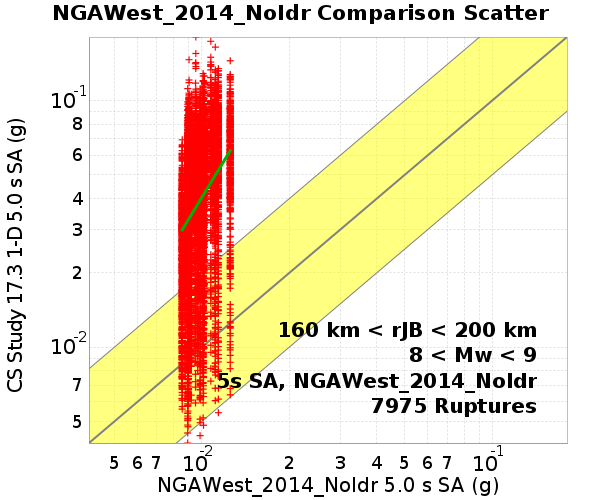 NGAWest_2014_NoIdr Comparison Scatter
CS Study 17.3 1-D 5.0 s SA (g)
10-1
8
6
4
3
2
10-2
7
5
160 km < rJB < 200 km
8 < Mw < 9
5s SA, NGAWest_2014_NoIdr
7975 Ruptures
5 6 7 10-2 2 3 4 5 6 7 10-1
NGAWest_2014_NoIdr 5.0 s SA (g)